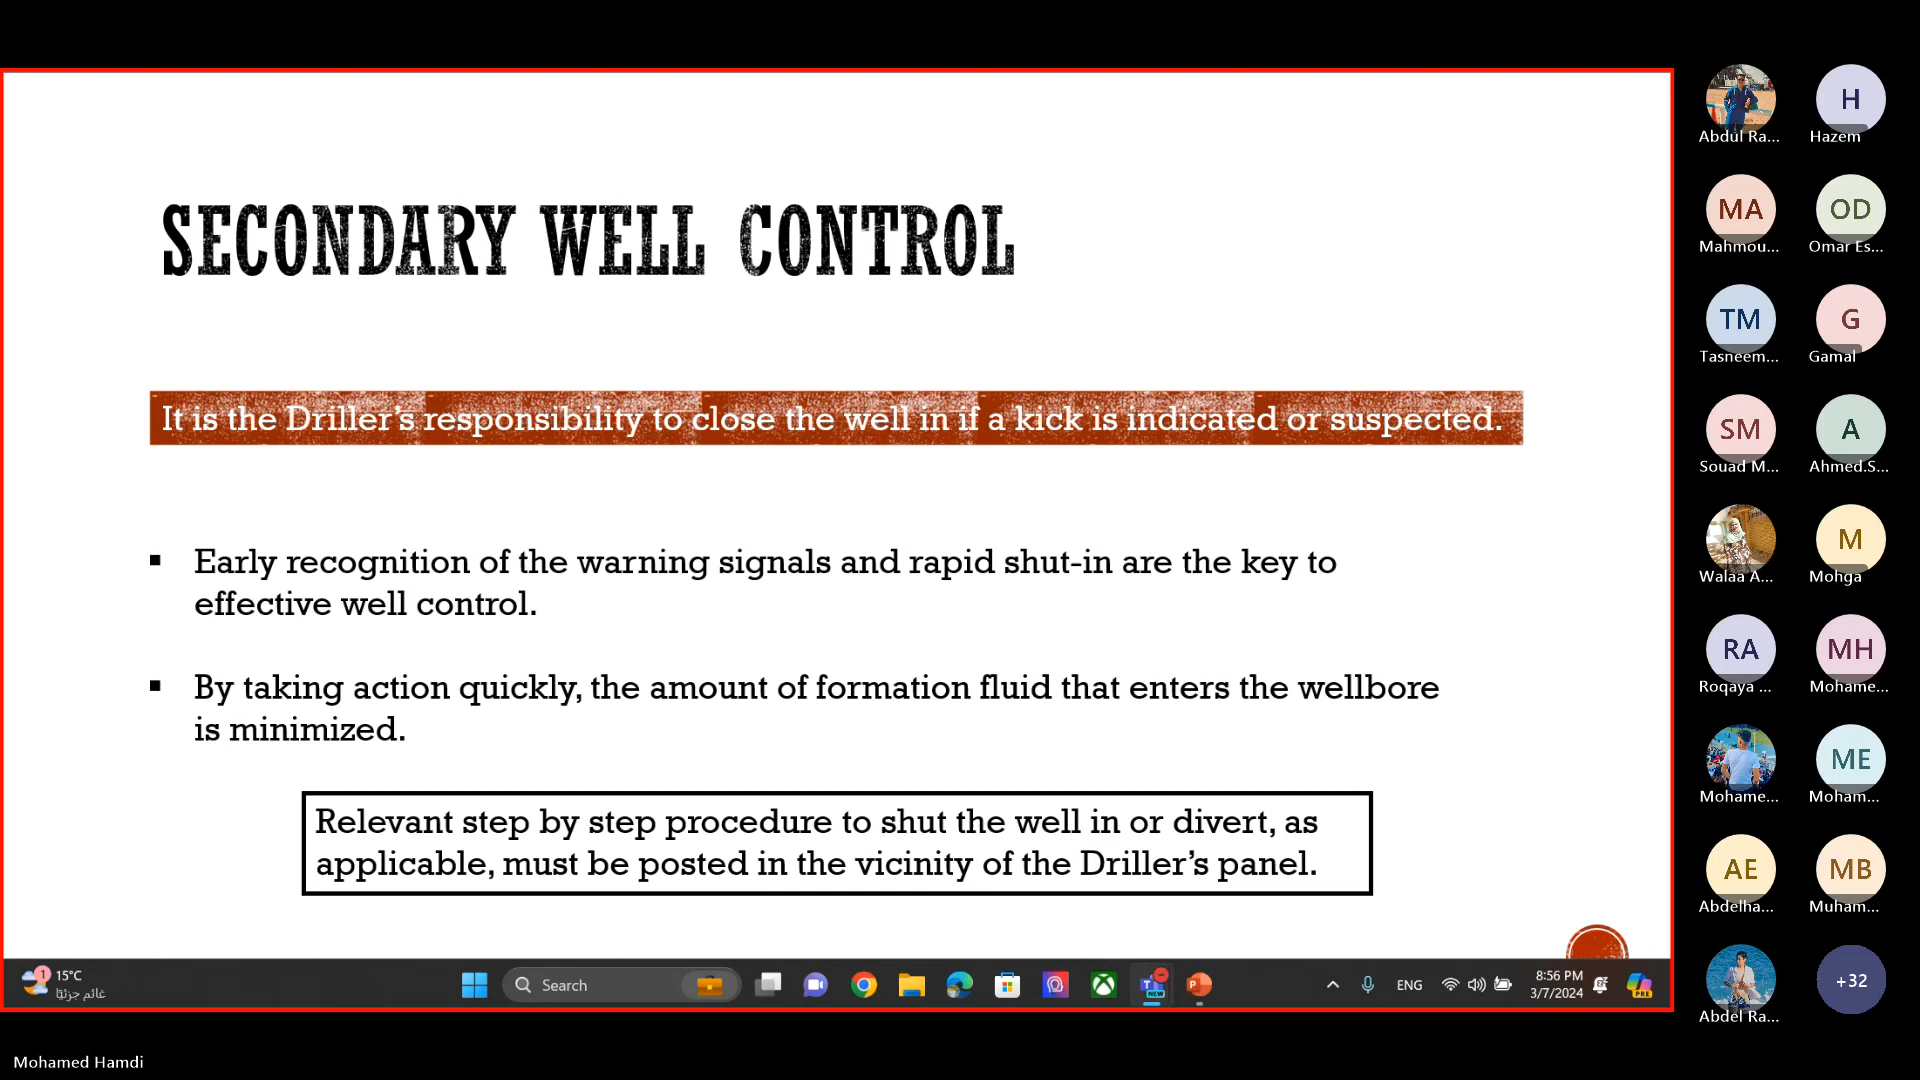 SECONDARY WELL CONTROL
It is the Driller's responsibility to close the well in if a kick is indicated or suspected.
▪ Early recognition of the warning signals and rapid shut-in are the key to
effective well control.
▪ By taking action quickly, the amount of formation fluid that enters the wellbore
is minimized.
Relevant step by step procedure to shut the well in or divert, as
applicable, must be posted in the vicinity of the Driller's panel.
1
15°C
غائم جزئيًا
Search
NEW
ENG
8:56 PM
3/7/2024
PRE
Mohamed Hamdi
Abdul Ra...
H
Hazem
MA
Mahmou...
OD
Omar Es...
TM
Tasneem...
G
Gamal
SM
Souad M...
A
Ahmed.S...
Walaa A...
M
Mohga
RA
Roqaya ...
MH
Mohame...
Mohame...
ME
Moham...
AE
Abdelha...
MB
Muham...
Abdel Ra...
+32